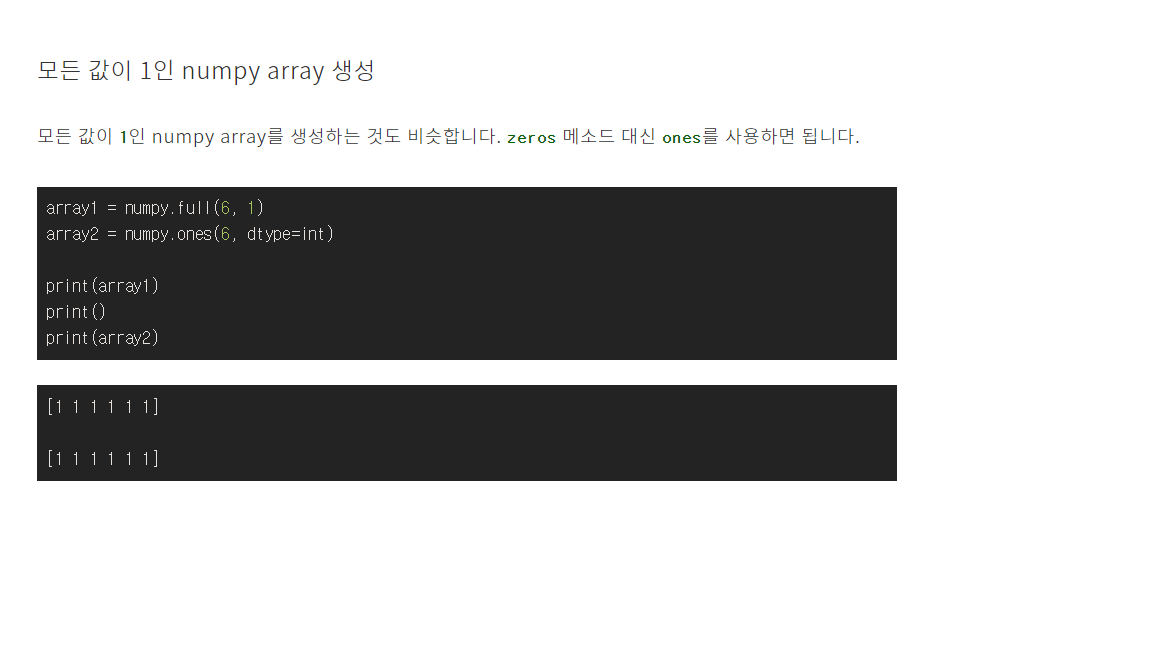 모든 값이 1인 numpy array 생성
모든 값이 1인 numpy array를 생성하는 것도 비슷합니다. zeros 메소드 대신 ones를 사용하면 됩니다.
array1 = numpy.full(6, 1)
array2 = numpy.ones(6, dtype=int)
print(array1)
print()
print(array2)
[1 1 1 1 1 1]
[1 1 1 1 1 1]